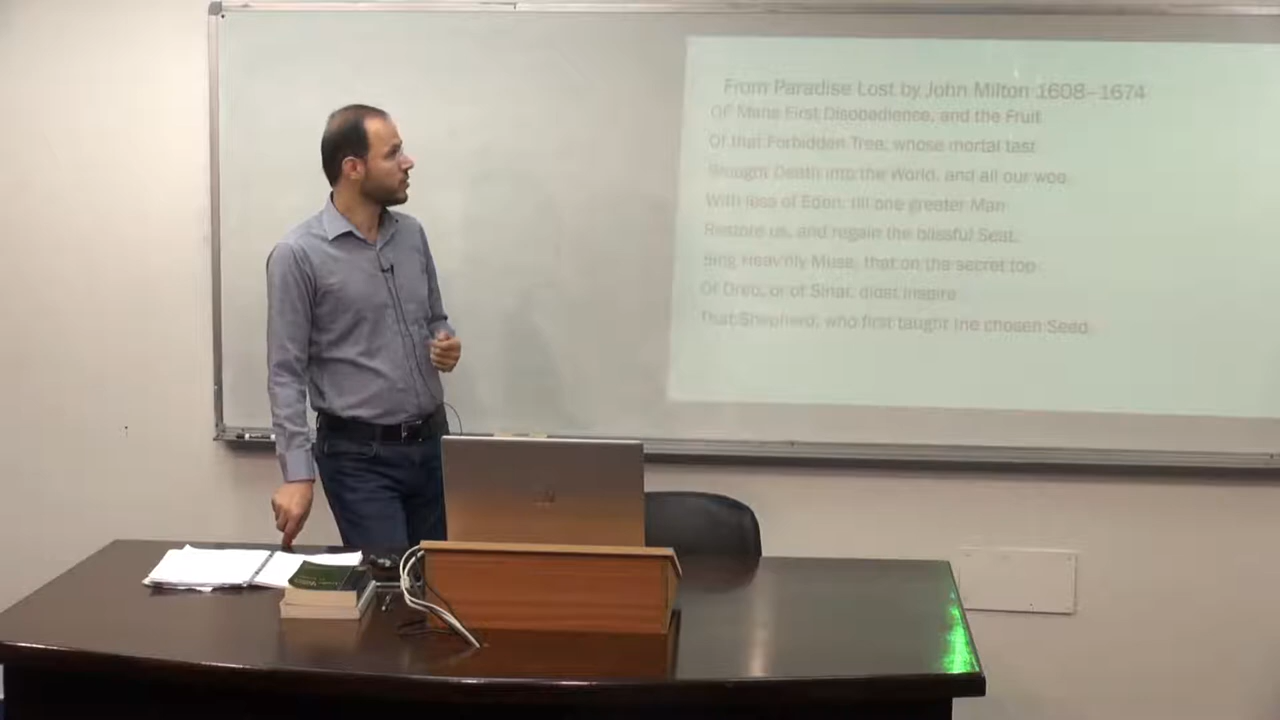 From Paradise Lost by John Milton 1608–1674
OF Mans First Disobedience, and the Fruit
Of that Forbidden Tree, whose mortal tast
Brought Death into the World, and all our woe
With loss of Eden, till one greater Man
Restore us, and regain the blissful Seat,
Sing Heav'nly Muse, that on the secret top
Of Oreb, or of Sinai, didst inspire
That Shepherd, who first taught the chosen Seed